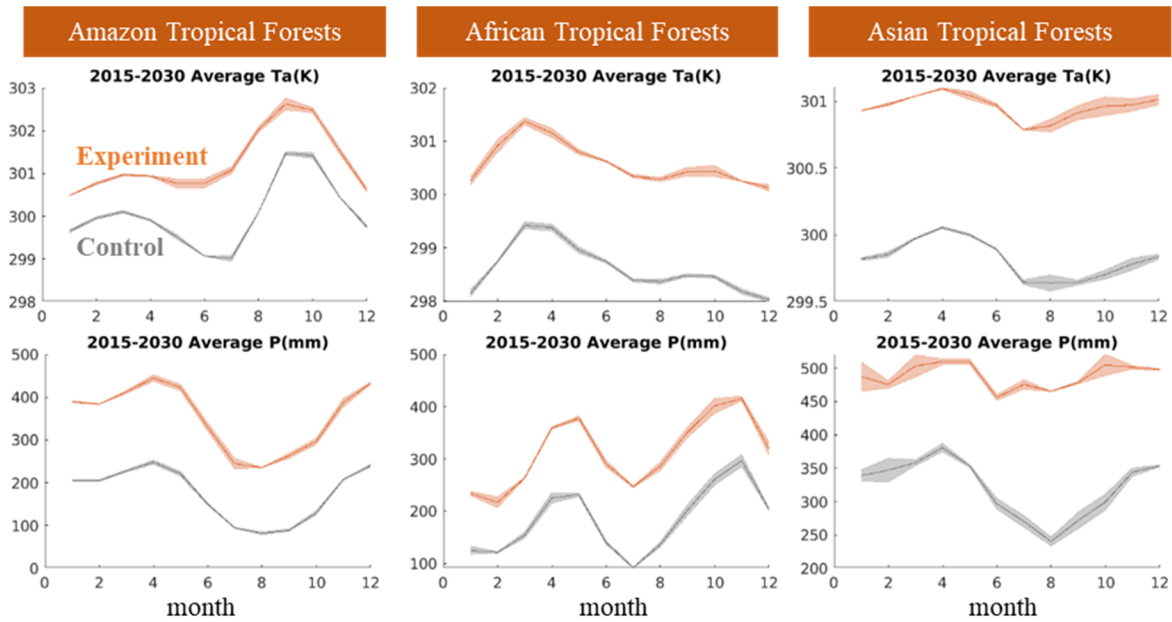 Amazon Tropical Forests
African Tropical Forests
Asian Tropical Forests
2015-2030 Average Ta(K)
303
302
301
300
299
298
Experiment
Control
0 2 4 6 8 10 12
2015-2030 Average Ta(K)
302
301
300
299
298
0 2 4 6 8 10 12
2015-2030 Average Ta(K)
301
300.5
300
299.5
0 2 4 6 8 10 12
2015-2030 Average P(mm)
500
400
300
200
100
0
0 2 4 6 8 10 12
month
2015-2030 Average P(mm)
500
400
300
200
100
0 2 4 6 8 10 12
month
2015-2030 Average P(mm)
500
450
400
350
300
250
200
0 2 4 6 8 10 12
month